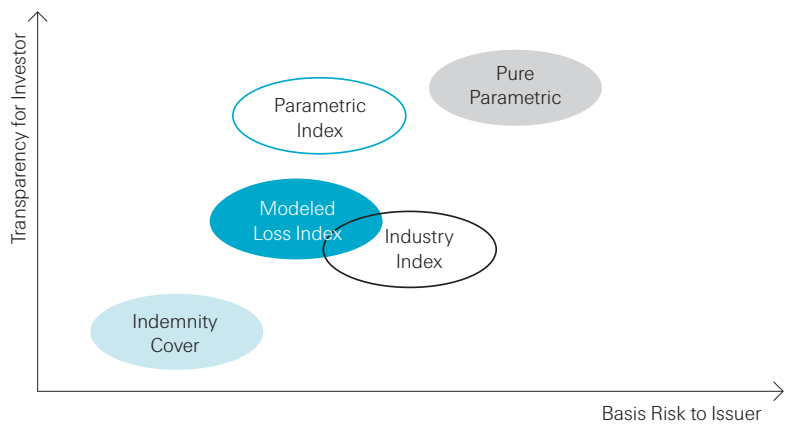 Transparency for Investor
Pure
Parametric
Parametric
Index
Modeled
Loss Index
Industry
Index
Indemnity
Cover
Basis Risk to Issuer